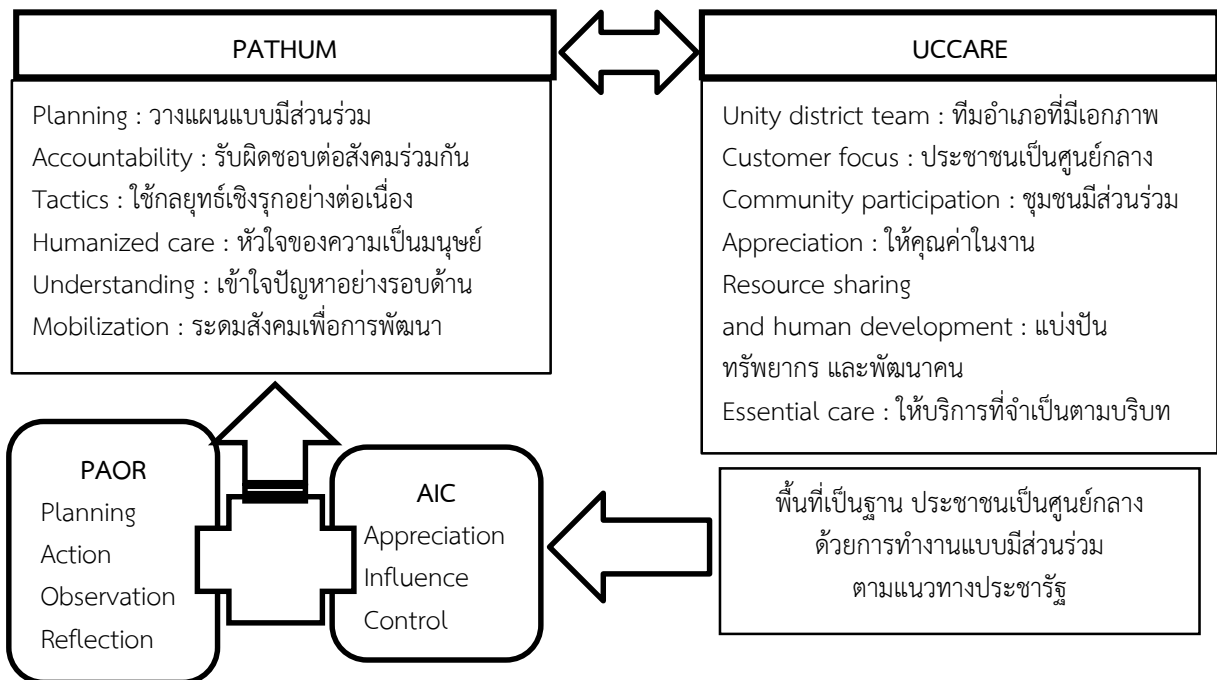 PATHUM
Planning : วางแผนแบบมีส่วนร่วม
Accountability : รับผิดชอบต่อสังคมร่วมกัน
Tactics : ใช้กลยุทธ์เชิงรุกอย่างต่อเนื่อง
Humanized care : หัวใจของความเป็นมนุษย์
Understanding : เข้าใจปัญหาอย่างรอบด้าน
Mobilization : ระดมสังคมเพื่อการพัฒนา
UCCARE
Unity district team : ทีมอำเภอที่มีเอกภาพ
Customer focus : ประชาชนเป็นศูนย์กลาง
Community participation : ชุมชนมีส่วนร่วม
Appreciation : ให้คุณค่าในงาน
Resource sharing
and human development : แบ่งปัน
ทรัพยากร และพัฒนาคน
Essential care : ให้บริการที่จำเป็นตามบริบท
PAOR
Planning
Action
Observation
Reflection
AIC
Appreciation
Influence
Control
พื้นที่เป็นฐาน ประชาชนเป็นศูนย์กลาง
ด้วยการทำงานแบบมีส่วนร่วม
ตามแนวทางประชารัฐ